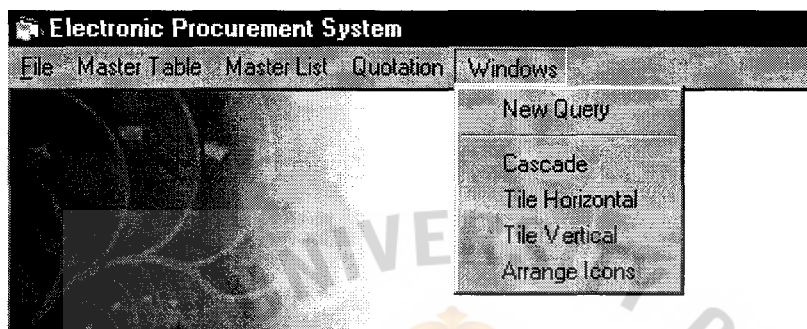 Electronic Procurement System
File Master Table Master List Quotation Windows
New Query
Cascade
Tile Horizontal
Tile Vertical
Arrange Icons